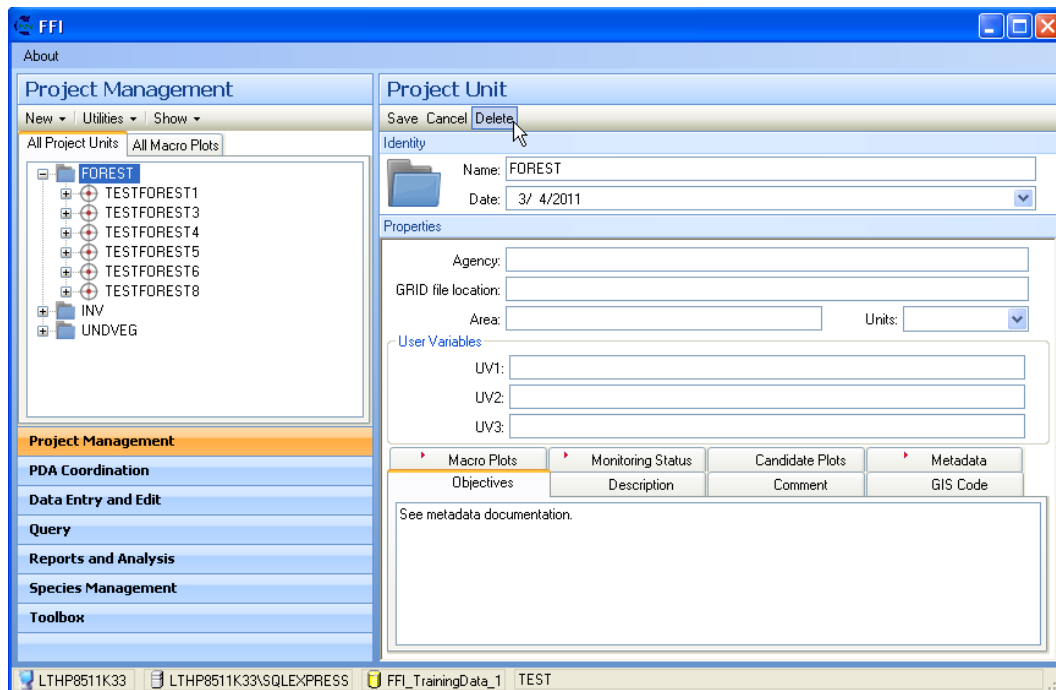 FFI
About
Project Management
New Utilities Show
All Project Units All Macro Plots
FOREST
TESTFOREST1
TESTFOREST3
TESTFOREST4
TESTFOREST5
TESTFOREST6
TESTFOREST8
INV
UNDVEG
Project Management
PDA Coordination
Data Entry and Edit
Query
Reports and Analysis
Species Management
Toolbox
Project Unit
Save Cancel Delete
Identity
Name: FOREST
Date: 3/ 4/2011
Properties
Agency:
GRID file location:
Area: Units:
User Variables
UV1:
UV2:
UV3:
Macro Plots Monitoring Status Candidate Plots Metadata
Objectives Description Comment GIS Code
See metadata documentation.
LTHP8511K33 LTHP8511K33\SQLEXPRESS FFI_TrainingData_1 TEST